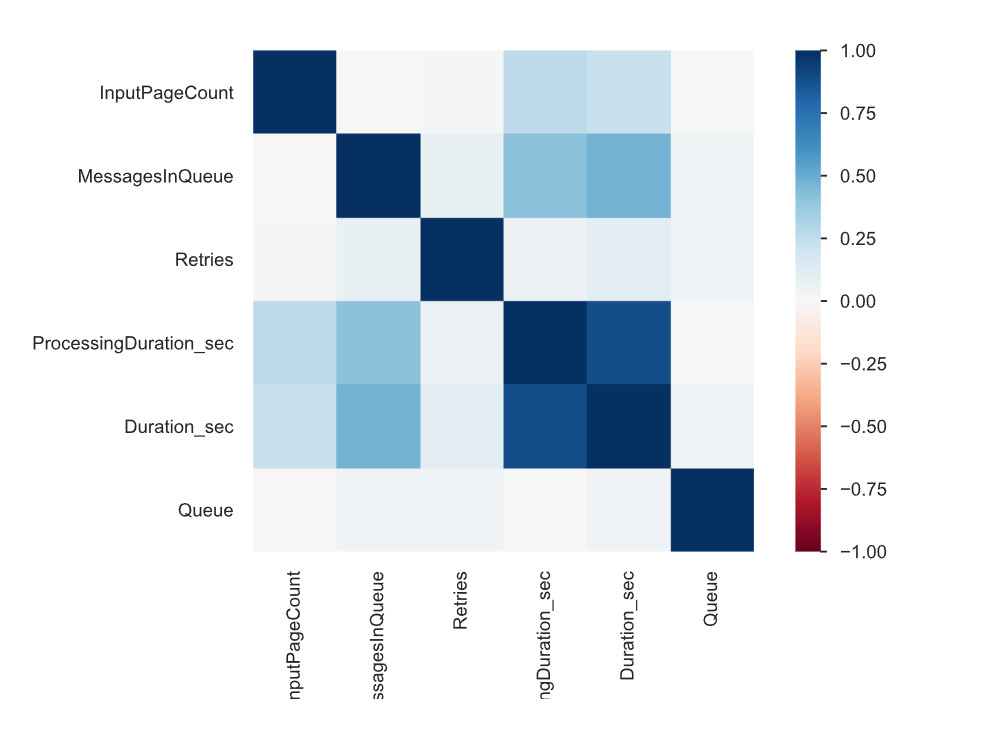 InputPageCount
MessagesInQueue
Retries
ProcessingDuration_sec
Duration_sec
Queue
nputPageCount
ssagesInQueue
Retries
ngDuration_sec
Duration_sec
Queue
1.00
0.75
0.50
0.25
0.00
−0.25
−0.50
−0.75
−1.00